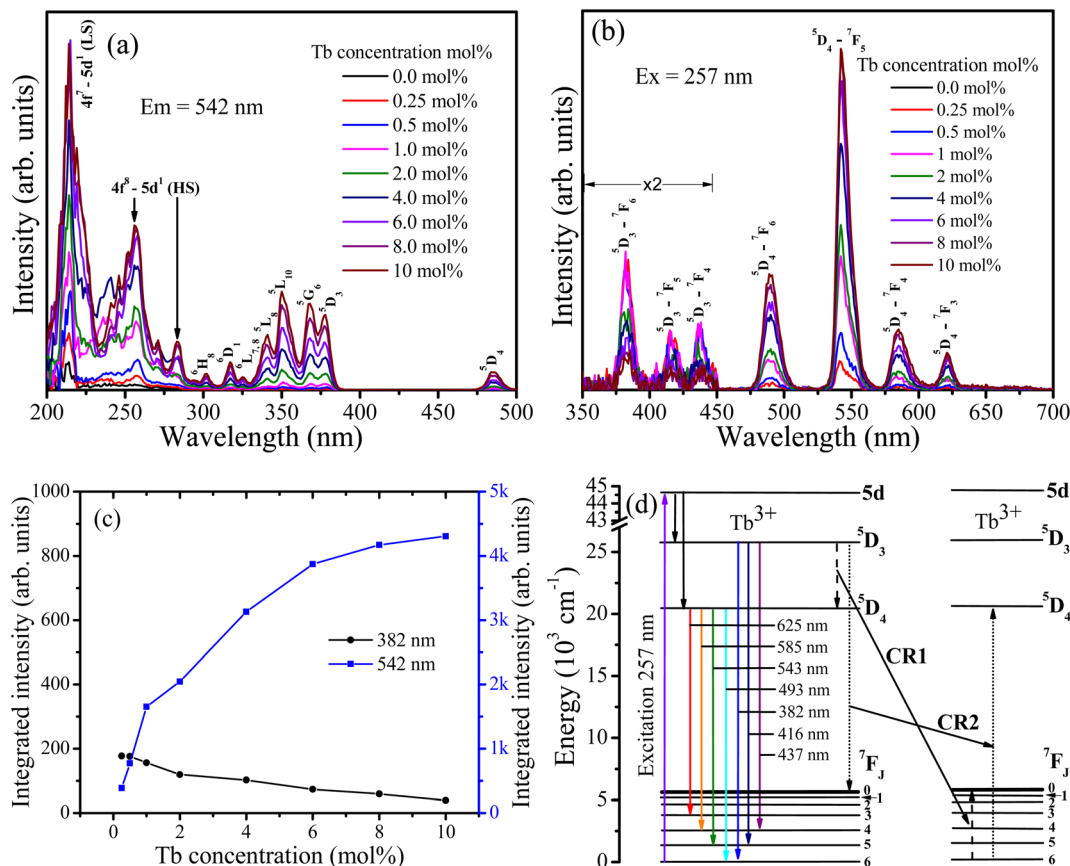 (a)
Em = 542 nm
4f⁷ - 5d¹ (LS)
4f⁸ - 5d¹ (HS)
Tb concentration mol%
0.0 mol%
0.25 mol%
0.5 mol%
1.0 mol%
2.0 mol%
4.0 mol%
6.0 mol%
8.0 mol%
10 mol%
⁶H₈
⁶D₁
⁶L₇,₈
⁵L₈
⁵L₁₀
⁵G₆
⁵D₃
⁵D₄
Intensity (arb. units)
200 250 300 350 400 450 500
Wavelength (nm)
(b)
Ex = 257 nm
⁵D₄ - ⁷F₅
Tb concentration mol%
0.0 mol%
0.25 mol%
0.5 mol%
1 mol%
2 mol%
4 mol%
6 mol%
8 mol%
10 mol%
x2
⁵D₃ - ⁷F₆
⁵D₃ - ⁷F₅
⁵D₃ - ⁷F₄
⁵D₄ - ⁷F₆
⁵D₄ - ⁷F₄
⁵D₄ - ⁷F₃
Intensity (arb. units)
350 400 450 500 550 600 650 700
Wavelength (nm)
(c)
Integrated intensity (arb. units)
1000
800
600
400
200
0
382 nm
542 nm
5k
4k
3k
2k
1k
0
Integrated intensity (arb. units)
0 2 4 6 8 10
Tb concentration (mol%)
(d)
Energy (10³ cm⁻¹)
45
44
43
25
20
15
10
5
0
Excitation 257 nm
Tb³⁺
5d
⁵D₃
⁵D₄
625 nm
585 nm
543 nm
493 nm
382 nm
416 nm
437 nm
CR1
CR2
⁷F_J
0
1
2
3
4
5
6
5d
Tb³⁺
⁵D₃
⁵D₄
⁷F_J
0
1
2
3
4
5
6